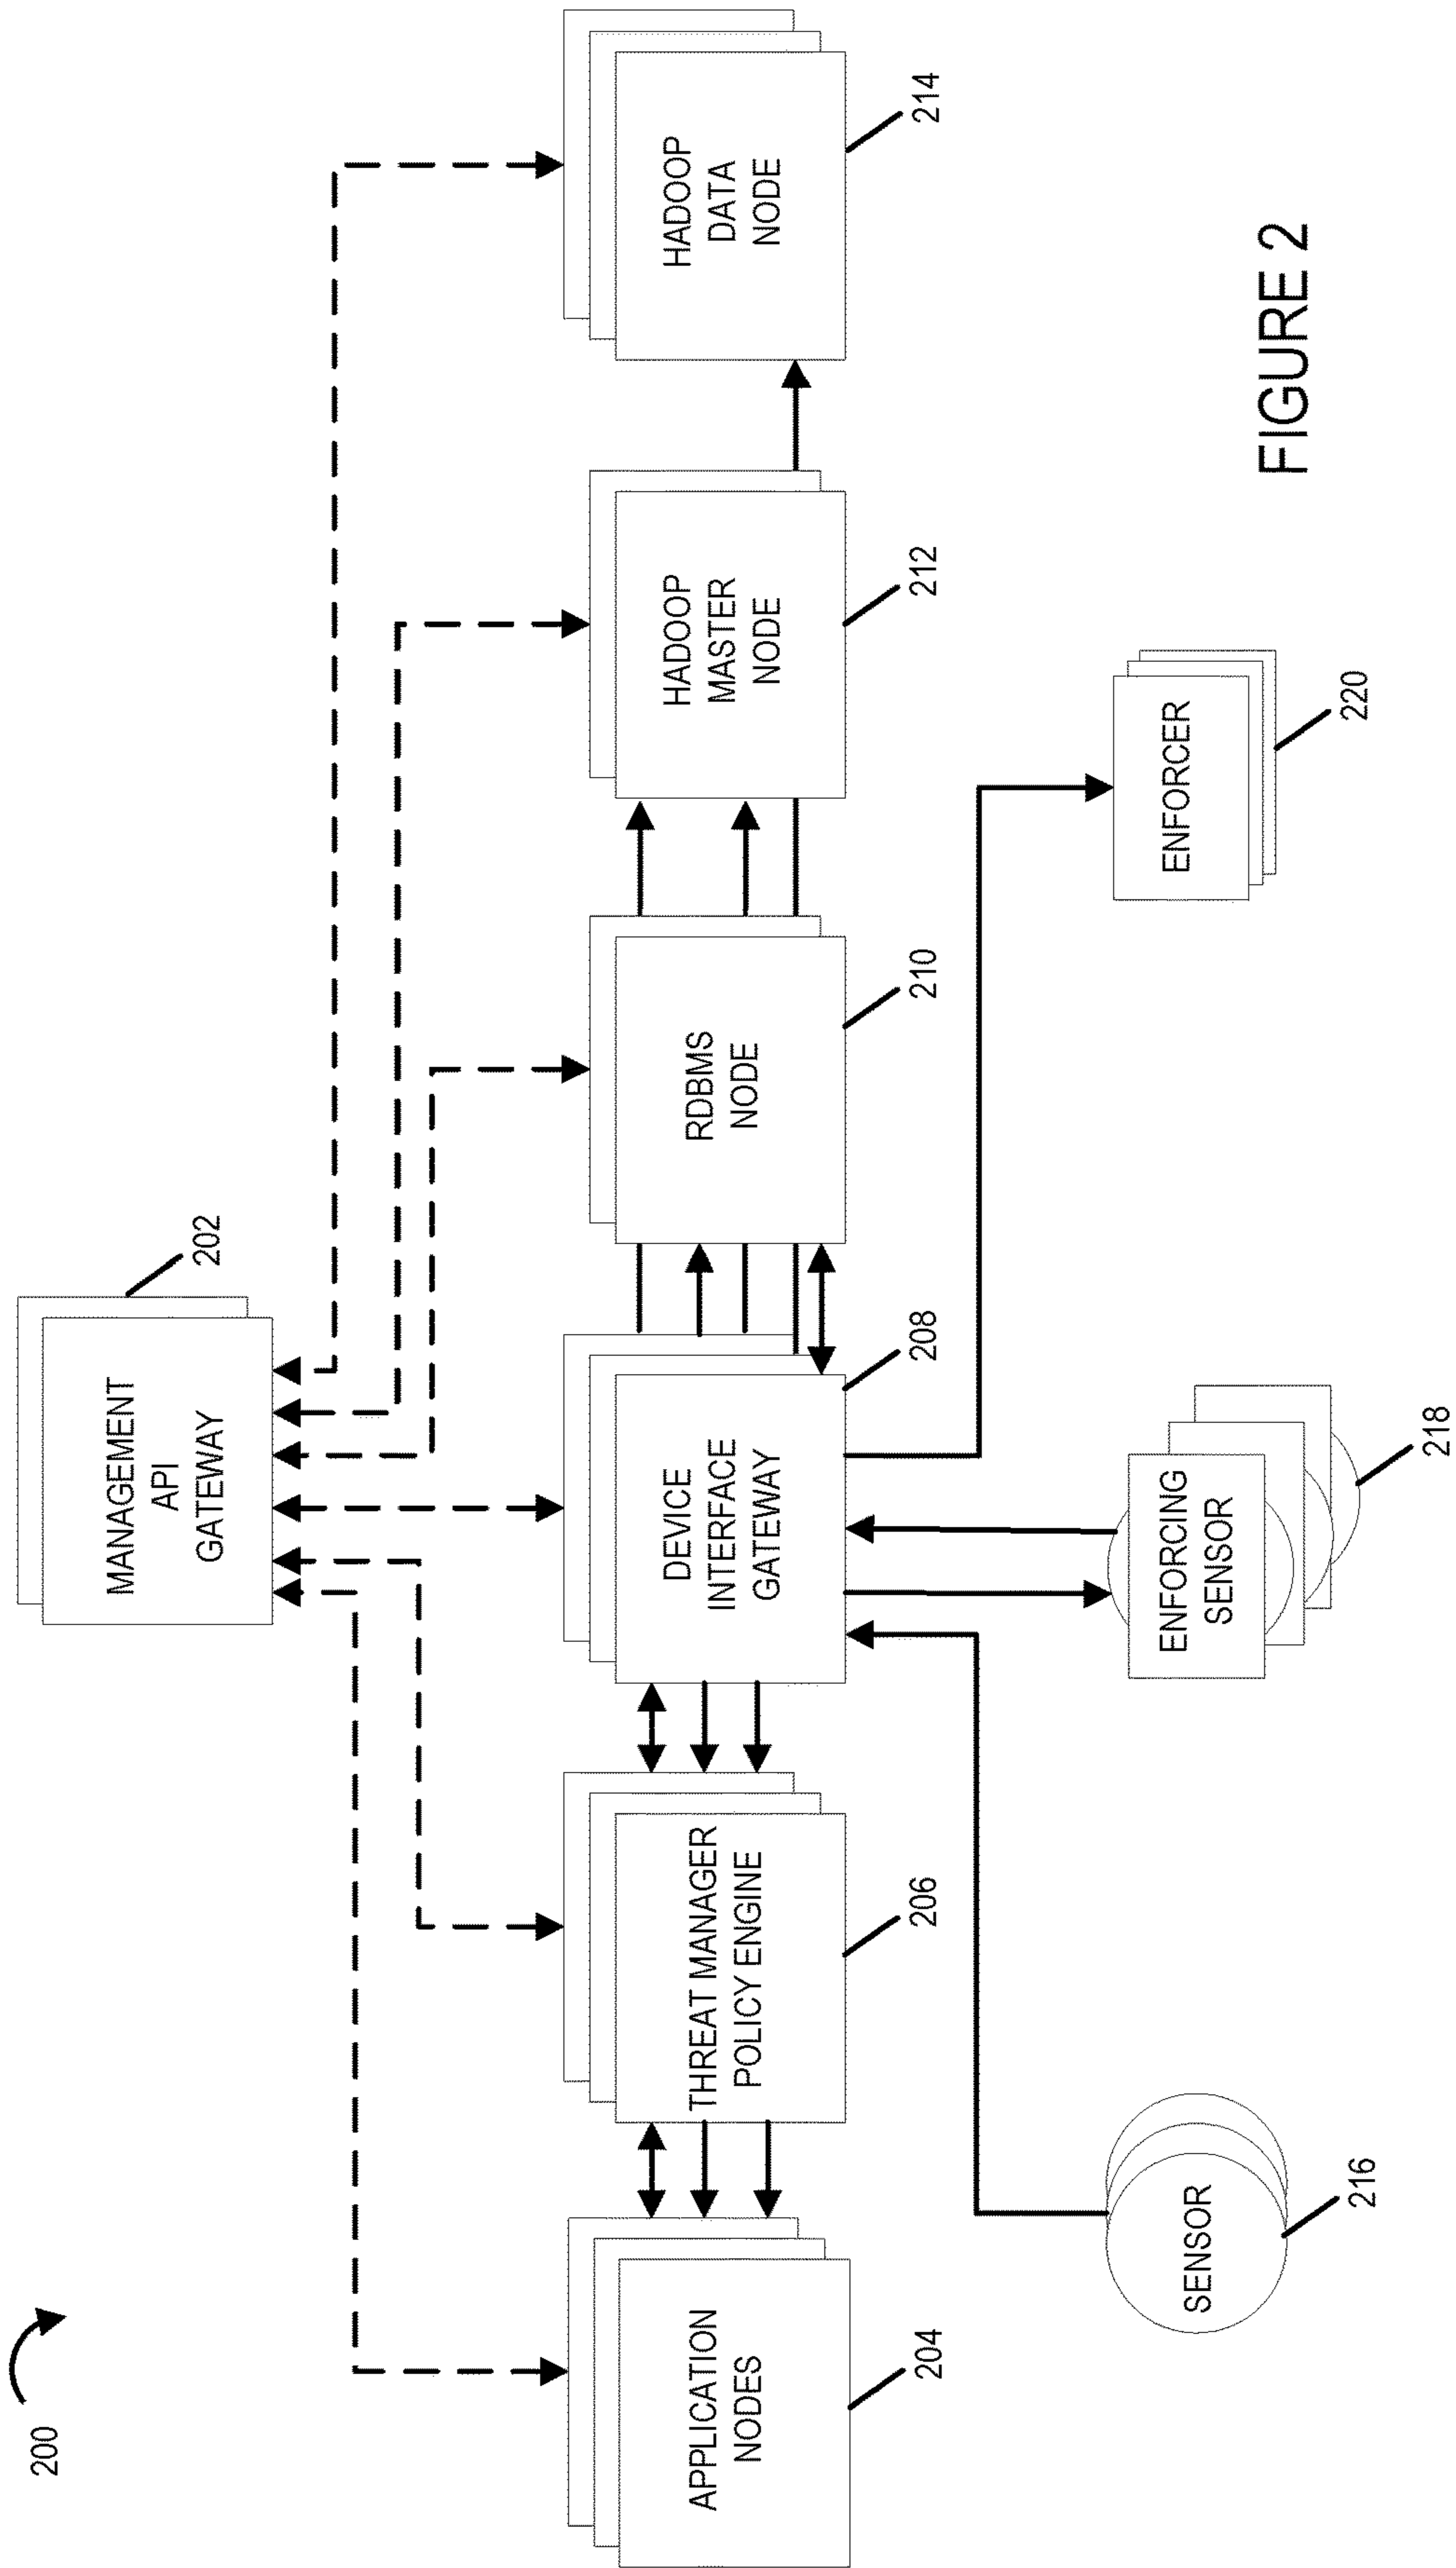 200
MANAGEMENT
API
GATEWAY
202
APPLICATION
NODES
204
THREAT MANAGER
POLICY ENGINE
206
DEVICE
INTERFACE
GATEWAY
208
RDBMS
NODE
210
HADOOP
MASTER
NODE
212
HADOOP
DATA
NODE
214
SENSOR
216
ENFORCING
SENSOR
218
ENFORCER
220
FIGURE 2